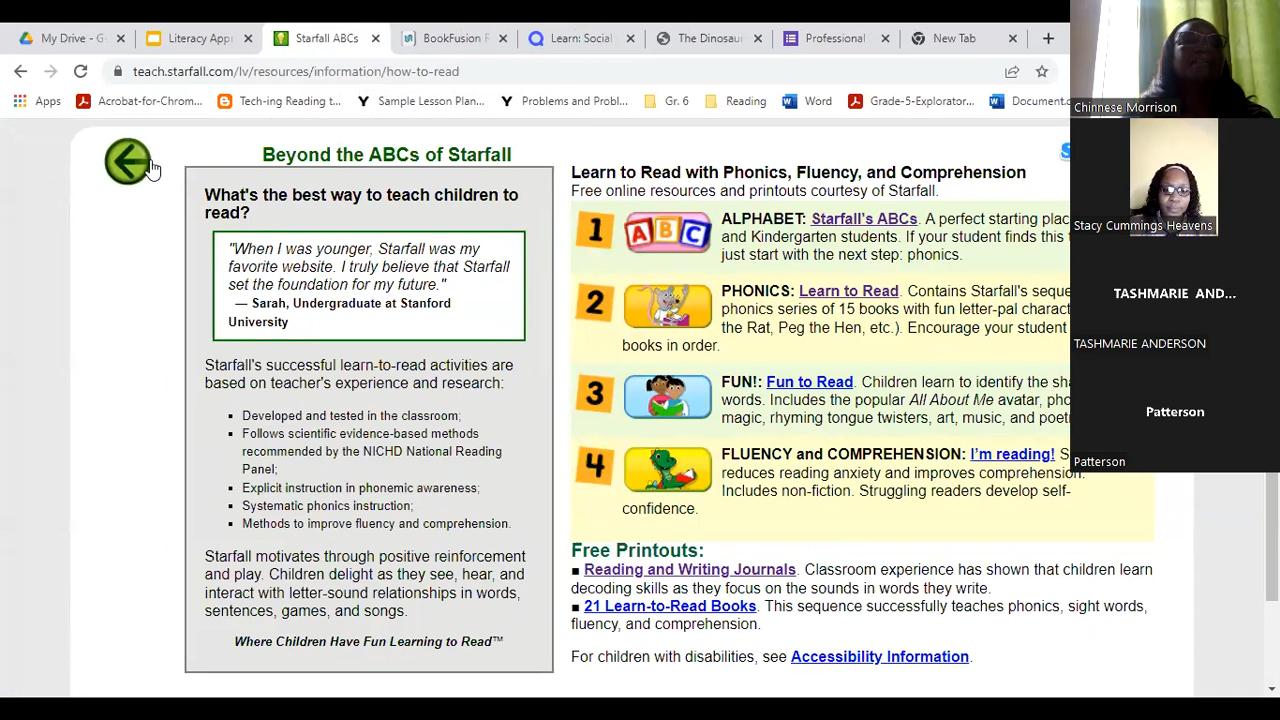 My Drive - G
Literacy App
Starfall ABCs
BookFusion R
Learn: Social
The Dinosau
Professional
New Tab
teach.starfall.com/lv/resources/information/how-to-read
Apps
Acrobat-for-Chrom...
Tech-ing Reading t...
Sample Lesson Plan...
Problems and Probl...
Gr. 6
Reading
Word
Grade-5-Explorator...
Document.c
Beyond the ABCs of Starfall
What's the best way to teach children to
read?
"When I was younger, Starfall was my
favorite website. I truly believe that Starfall
set the foundation for my future."
— Sarah, Undergraduate at Stanford
University
Starfall's successful learn-to-read activities are
based on teacher's experience and research:
Developed and tested in the classroom;
Follows scientific evidence-based methods
recommended by the NICHD National Reading
Panel;
Explicit instruction in phonemic awareness;
Systematic phonics instruction;
Methods to improve fluency and comprehension.
Starfall motivates through positive reinforcement
and play. Children delight as they see, hear, and
interact with letter-sound relationships in words,
sentences, games, and songs.
Where Children Have Fun Learning to Read™
Learn to Read with Phonics, Fluency, and Comprehension
Free online resources and printouts courtesy of Starfall.
1 ABC ALPHABET: Starfall's ABCs. A perfect starting plac
and Kindergarten students. If your student finds this
just start with the next step: phonics.
2 PHONICS: Learn to Read. Contains Starfall's seque
phonics series of 15 books with fun letter-pal charact
the Rat, Peg the Hen, etc.). Encourage your student
books in order.
3 FUN!: Fun to Read. Children learn to identify the sha
words. Includes the popular All About Me avatar, pho
magic, rhyming tongue twisters, art, music, and poet
4 FLUENCY and COMPREHENSION: I'm reading! S
reduces reading anxiety and improves comprehension.
Includes non-fiction. Struggling readers develop self-
confidence.
Free Printouts:
■ Reading and Writing Journals. Classroom experience has shown that children learn
decoding skills as they focus on the sounds in words they write.
■ 21 Learn-to-Read Books. This sequence successfully teaches phonics, sight words,
fluency, and comprehension.
For children with disabilities, see Accessibility Information.
Chinnese Morrison
Stacy Cummings Heavens
TASHMARIE AND...
TASHMARIE ANDERSON
Patterson
Patterson